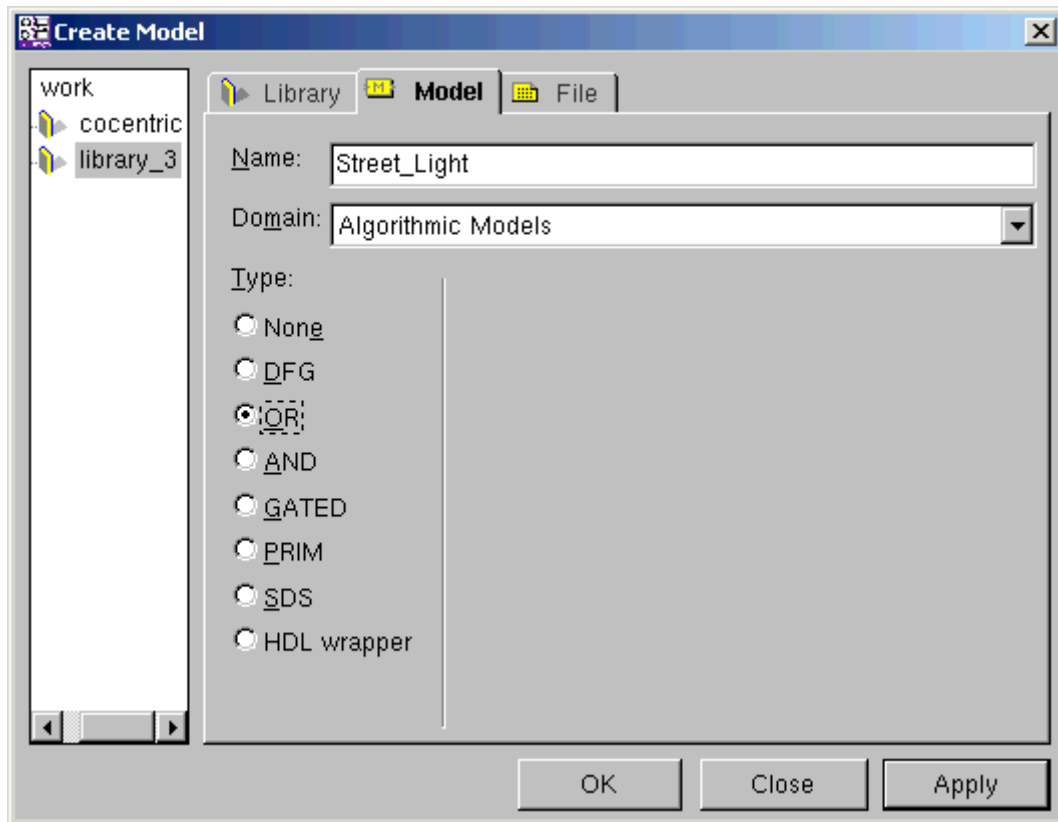 Create Model
work
cocentric
library_3
Library
Model
File
Name:
Street_Light
Domain:
Algorithmic Models
Type:
None
DFG
OR
AND
GATED
PRIM
SDS
HDL wrapper
OK
Close
Apply